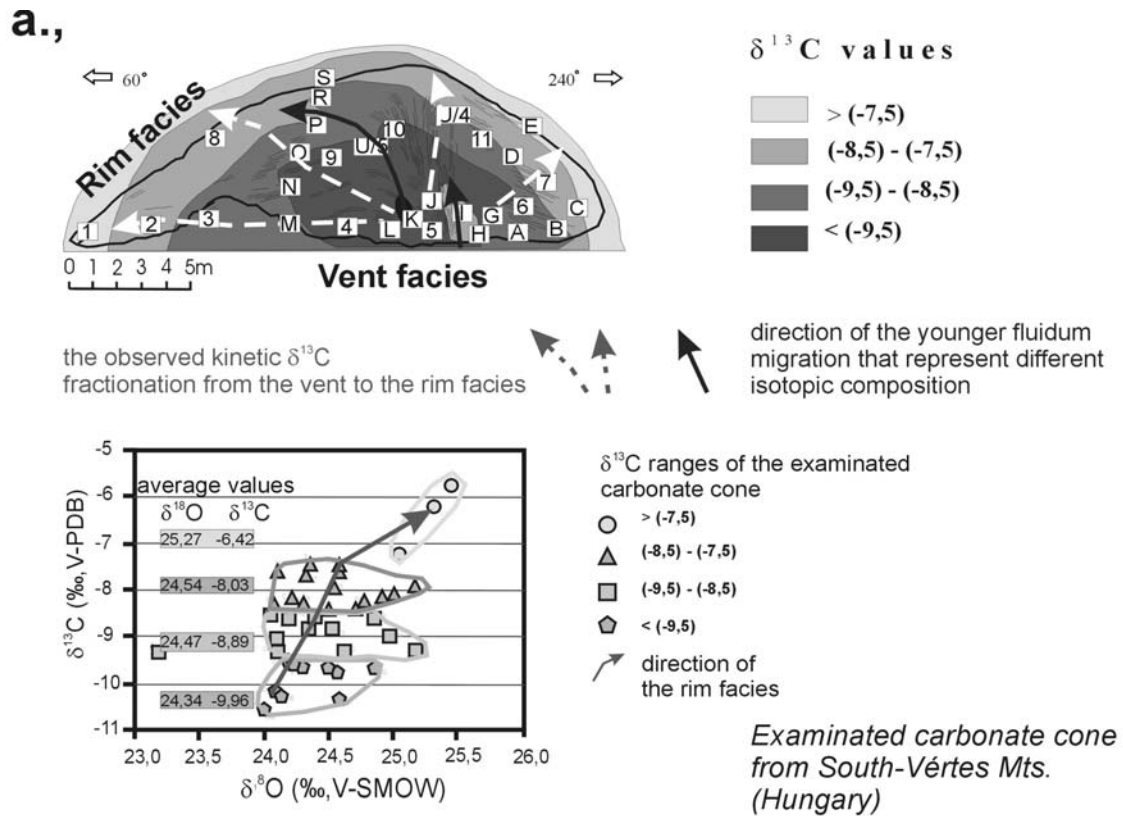 a.,
60°
240°
Rim facies
S
R
P
8
O
9
10
U/5
J/4
11
E
D
N
7
J
6
C
1
2
3
M
4
L
K
5
I
H
G
A
B
0 1 2 3 4 5m
Vent facies
δ¹³C values
> (-7,5)
(-8,5) - (-7,5)
(-9,5) - (-8,5)
< (-9,5)
the observed kinetic δ¹³C
fractionation from the vent to the rim facies
direction of the younger fluidum
migration that represent different
isotopic composition
-5
-6
-7
-8
-9
-10
-11
δ¹³C (‰,V-PDB)
average values
δ¹⁸O δ¹³C
25,27 -6,42
24,54 -8,03
24,47 -8,89
24,34 -9,96
23,0 23,5 24,0 24,5 25,0 25,5 26,0
δ¹⁸O (‰,V-SMOW)
δ¹³C ranges of the examinated
carbonate cone
> (-7,5)
(-8,5) - (-7,5)
(-9,5) - (-8,5)
< (-9,5)
direction of
the rim facies
Examinated carbonate cone
from South-Vértes Mts.
(Hungary)